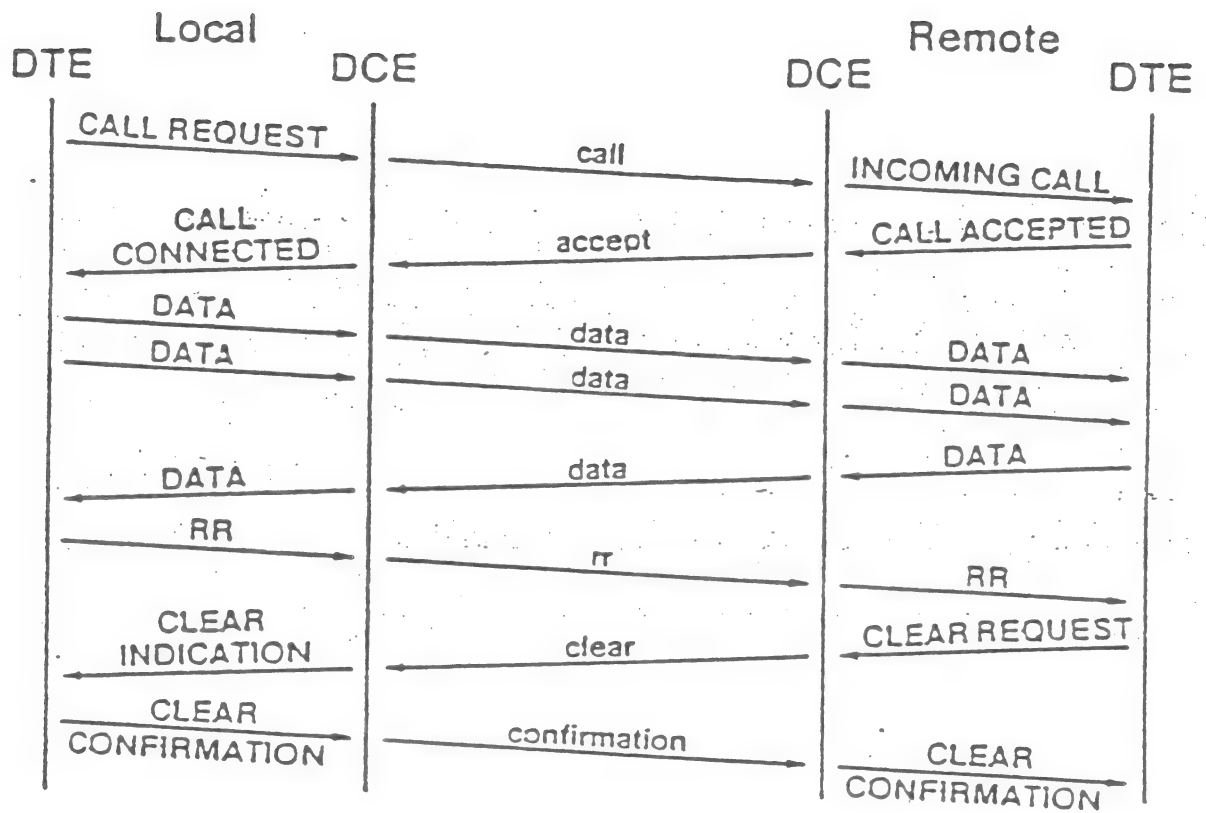 Local
Remote
DTE
DCE
DCE
DTE
CALL REQUEST
call
INCOMING CALL
CALL
CONNECTED
accept
CALL ACCEPTED
DATA
data
DATA
DATA
data
DATA
DATA
data
DATA
RR
rr
RR
CLEAR
INDICATION
clear
CLEAR REQUEST
CLEAR
CONFIRMATION
confirmation
CLEAR
CONFIRMATION